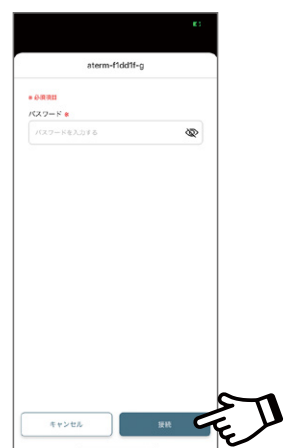 aterm-f1dd1f-g
※必須項目
パスワード ※
パスワードを入力する
キャンセル
接続